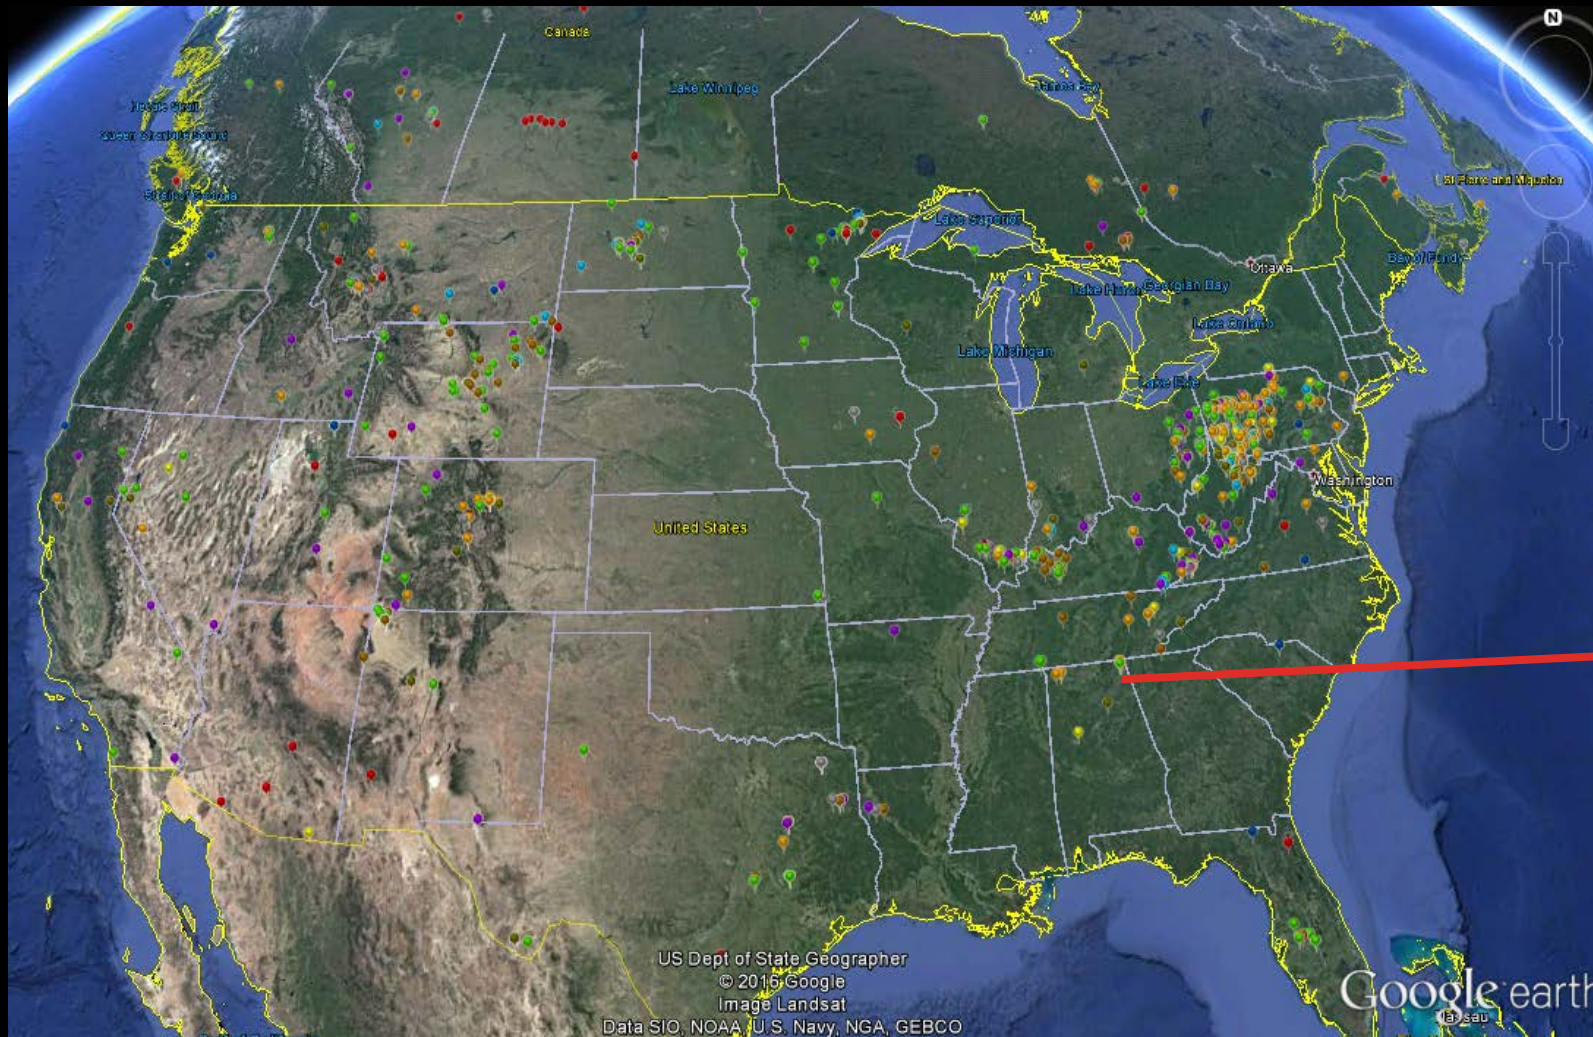 N
Canada
Lake Winnipeg
James Bay
Hecate Strait
Queen Charlotte Sound
Strait of Georgia
St Pierre and Miquelon
Lake Superior
Bay of Fundy
Ottawa
Lake Huron
Georgian Bay
Lake Ontario
Lake Michigan
Lake Erie
Washington
United States
US Dept of State Geographer
© 2016 Google
Image Landsat
Data SIO, NOAA, U.S. Navy, NGA, GEBCO
Google earth